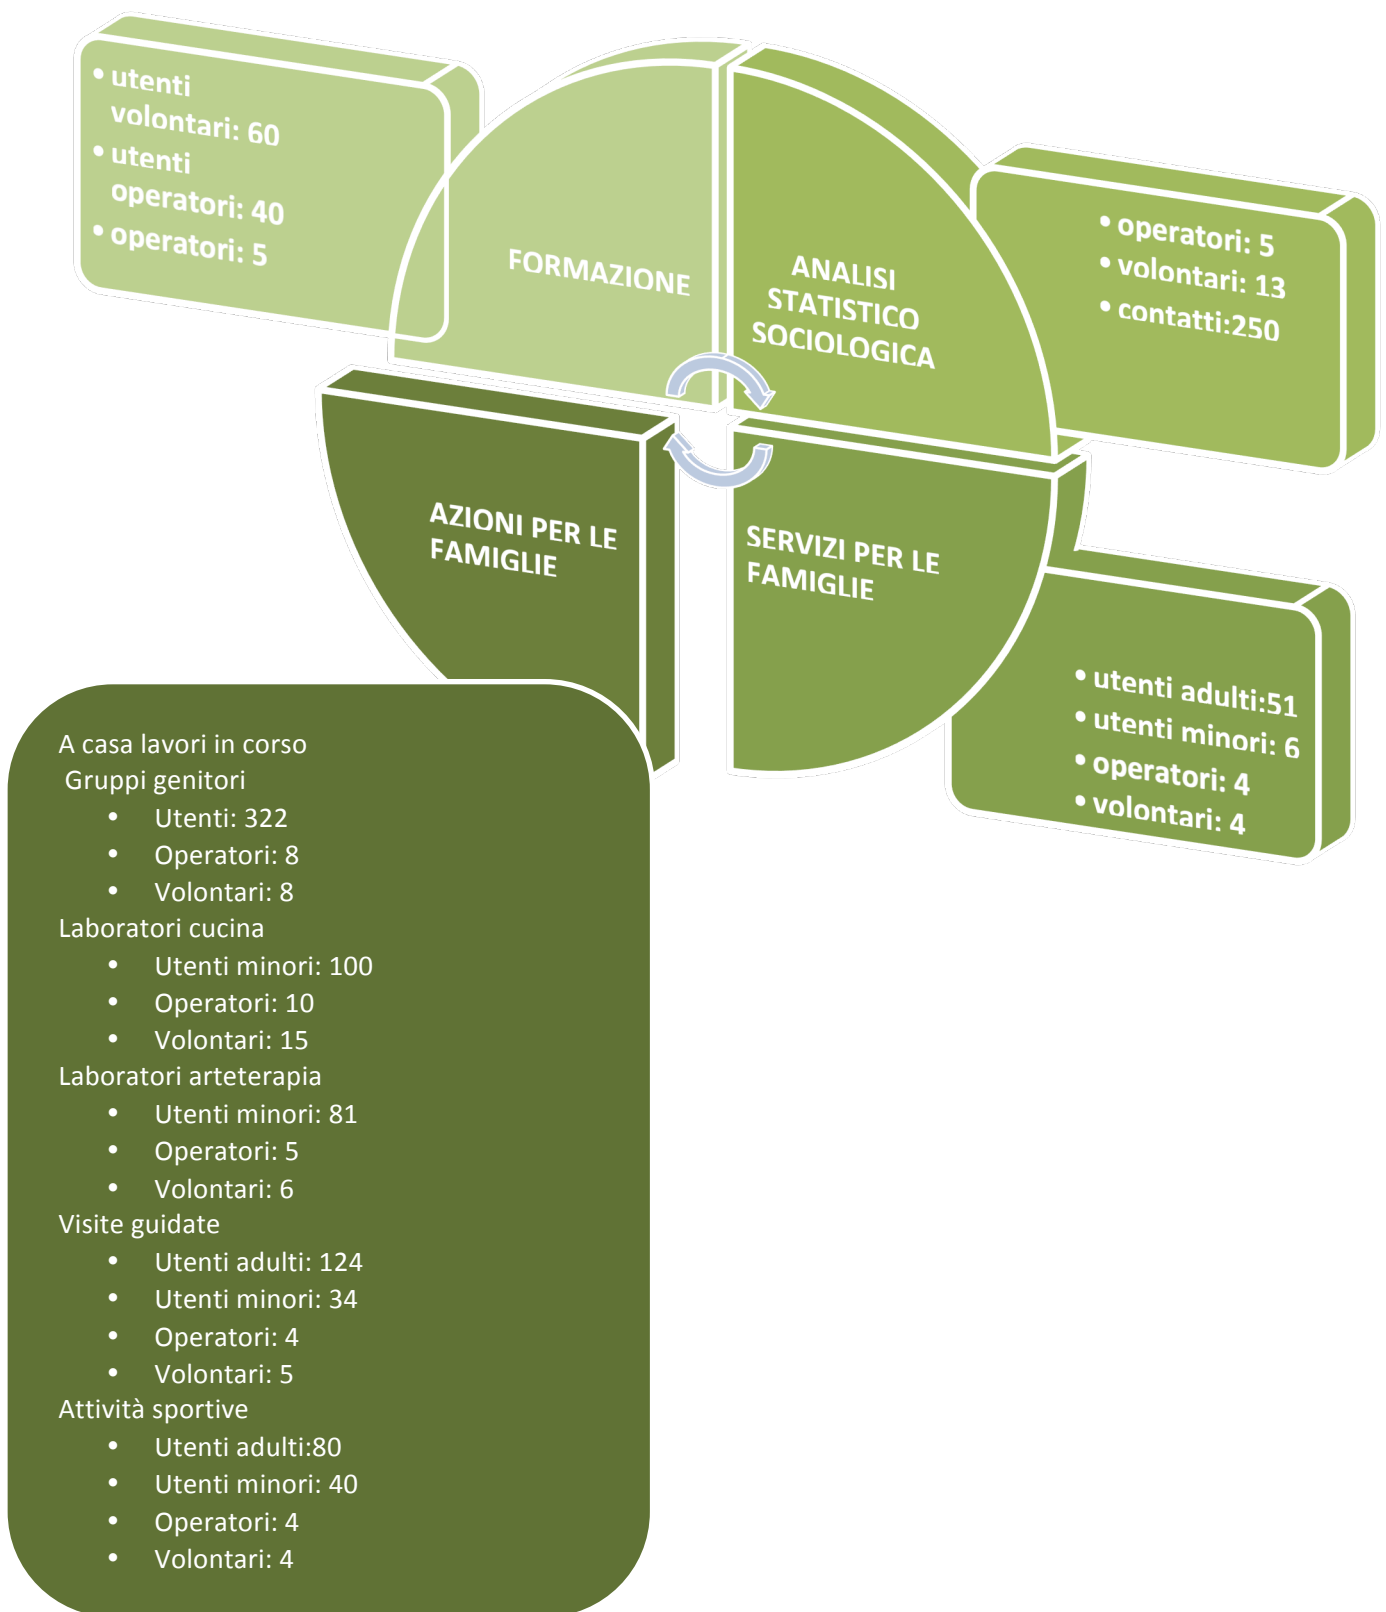 • utenti
volontari: 60
• utenti
operatori: 40
• operatori: 5
FORMAZIONE
ANALISI
STATISTICO
SOCIOLOGICA
• operatori: 5
• volontari: 13
• contatti:250
AZIONI PER LE
FAMIGLIE
SERVIZI PER LE
FAMIGLIE
• utenti adulti:51
• utenti minori: 6
• operatori: 4
• volontari: 4
A casa lavori in corso
Gruppi genitori
• Utenti: 322
• Operatori: 8
• Volontari: 8
Laboratori cucina
• Utenti minori: 100
• Operatori: 10
• Volontari: 15
Laboratori arteterapia
• Utenti minori: 81
• Operatori: 5
• Volontari: 6
Visite guidate
• Utenti adulti: 124
• Utenti minori: 34
• Operatori: 4
• Volontari: 5
Attività sportive
• Utenti adulti:80
• Utenti minori: 40
• Operatori: 4
• Volontari: 4